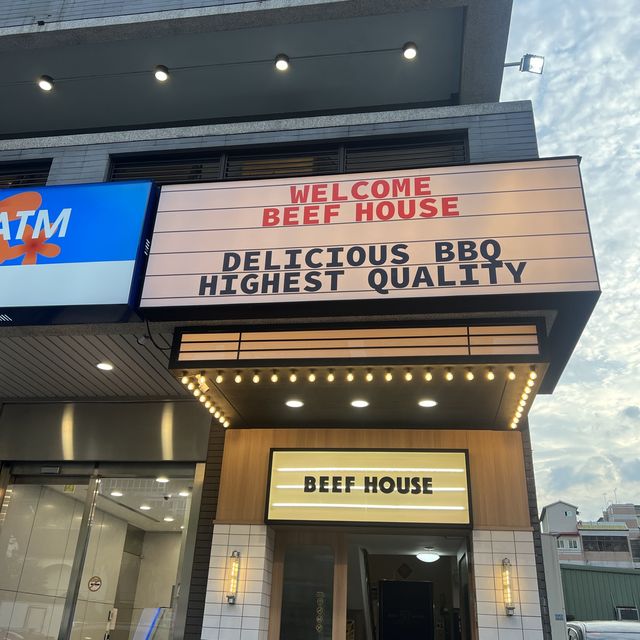 ATM
WELCOME
BEEF HOUSE
DELICIOUS BBQ
HIGHEST QUALITY
BEEF HOUSE